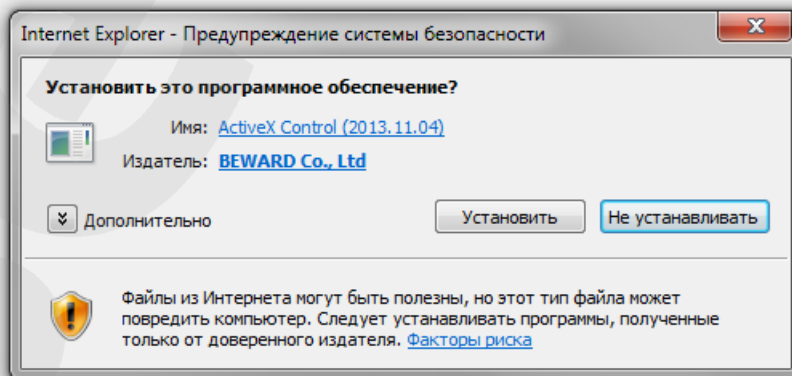 Internet Explorer - Предупреждение системы безопасности
Установить это программное обеспечение?
Имя: ActiveX Control (2013.11.04)
Издатель: BEWARD Co., Ltd
Дополнительно
Установить
Не устанавливать
Файлы из Интернета могут быть полезны, но этот тип файла может
повредить компьютер. Следует устанавливать программы, полученные
только от доверенного издателя. Факторы риска